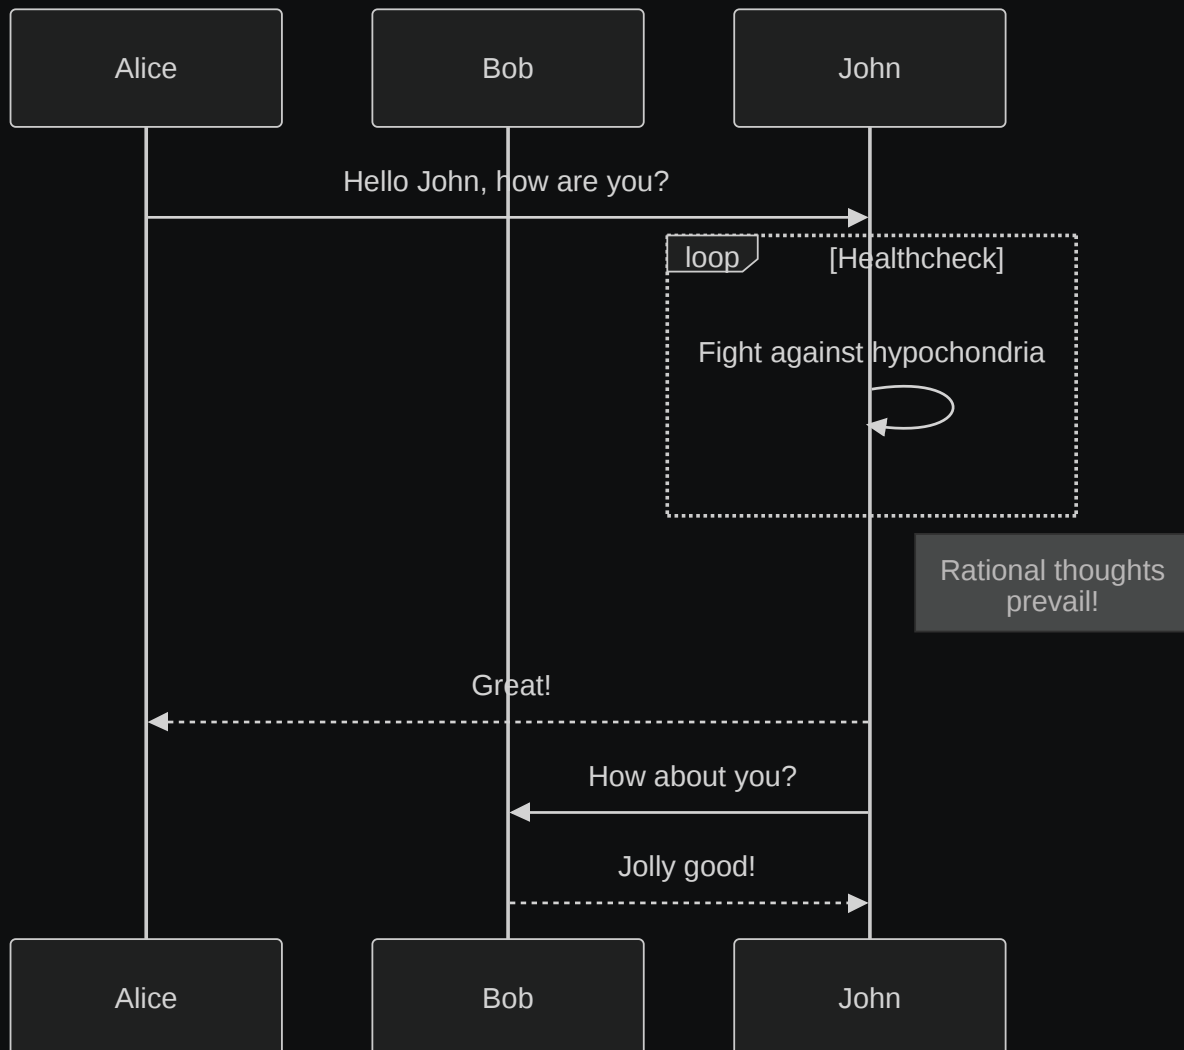 Alice
Bob
John
Hello John, how are you?
loop
[Healthcheck]
Fight against hypochondria
Rational thoughts
prevail!
Great!
How about you?
Jolly good!
Alice
Bob
John